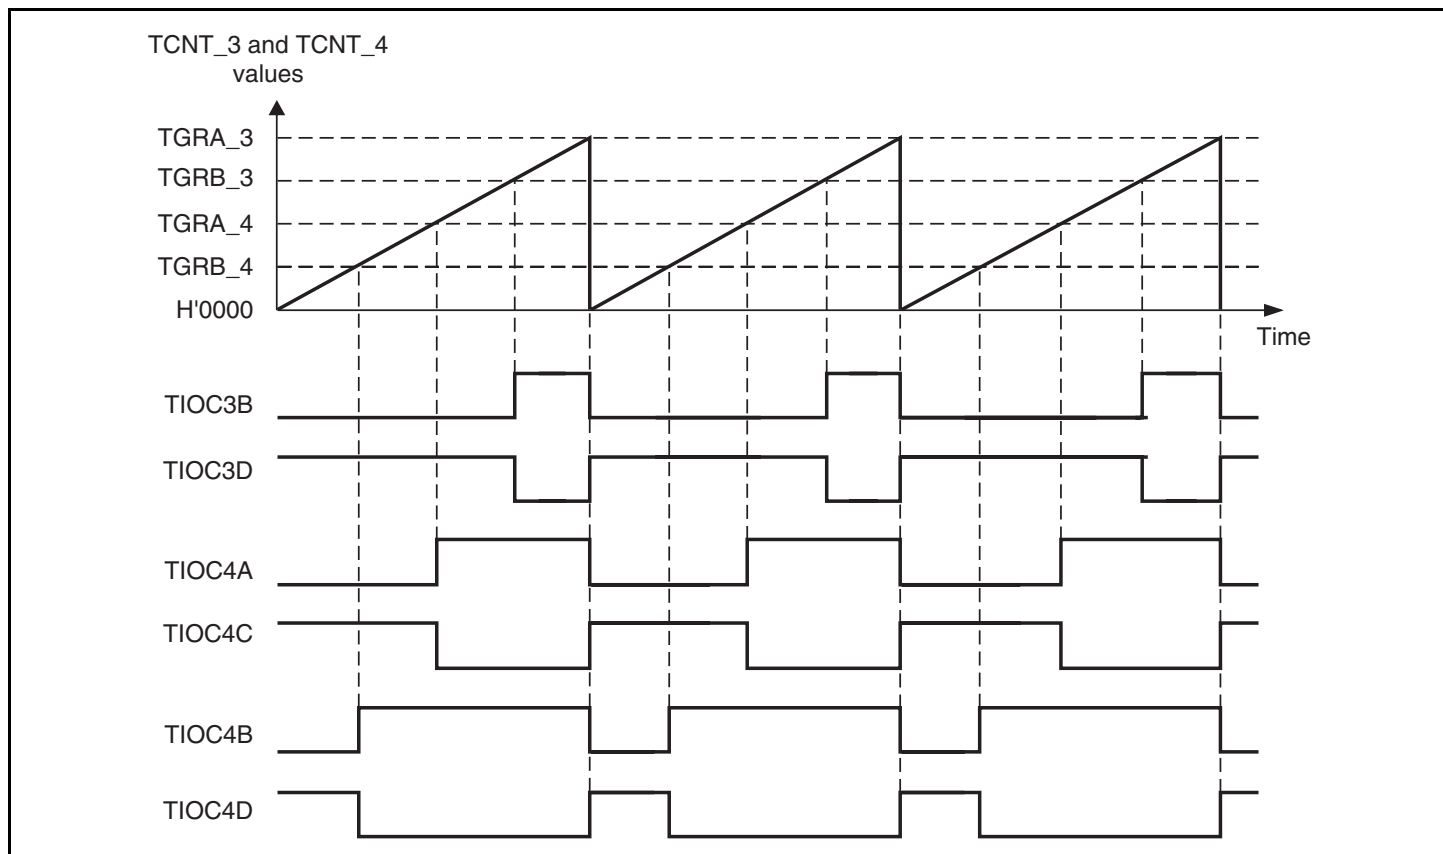 TCNT_3 and TCNT_4
values
TGRA_3
TGRB_3
TGRA_4
TGRB_4
H'0000
Time
TIOC3B
TIOC3D
TIOC4A
TIOC4C
TIOC4B
TIOC4D